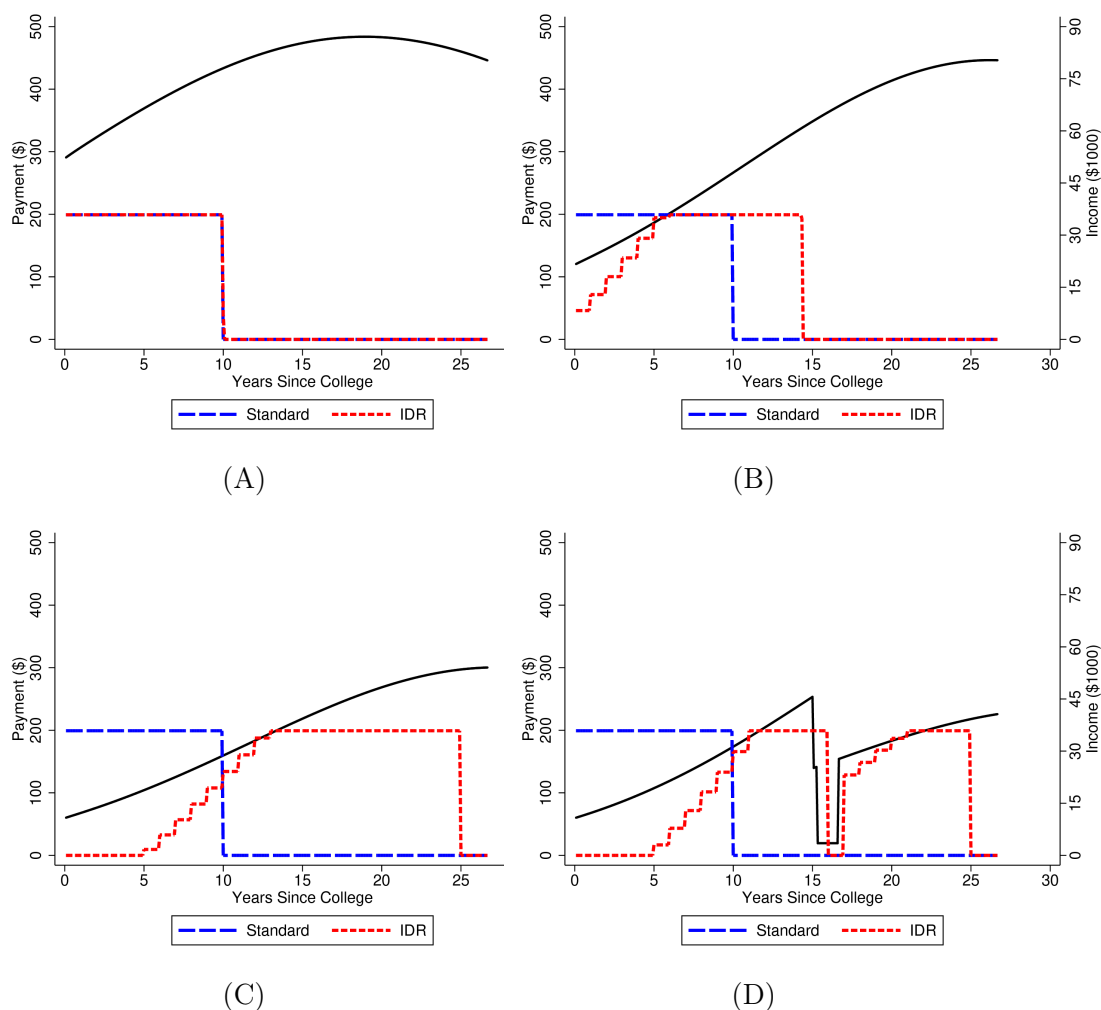 500
400
300
200
100
0
Payment ($)
0 5 10 15 20 25
Years Since College
Standard IDR
(A)
500
400
300
200
100
0
Payment ($)
90
75
60
45
30
15
0
Income ($1000)
0 5 10 15 20 25 30
Years Since College
Standard IDR
(B)
500
400
300
200
100
0
Payment ($)
0 5 10 15 20 25
Years Since College
Standard IDR
(C)
500
400
300
200
100
0
Payment ($)
90
75
60
45
30
15
0
Income ($1000)
0 5 10 15 20 25 30
Years Since College
Standard IDR
(D)